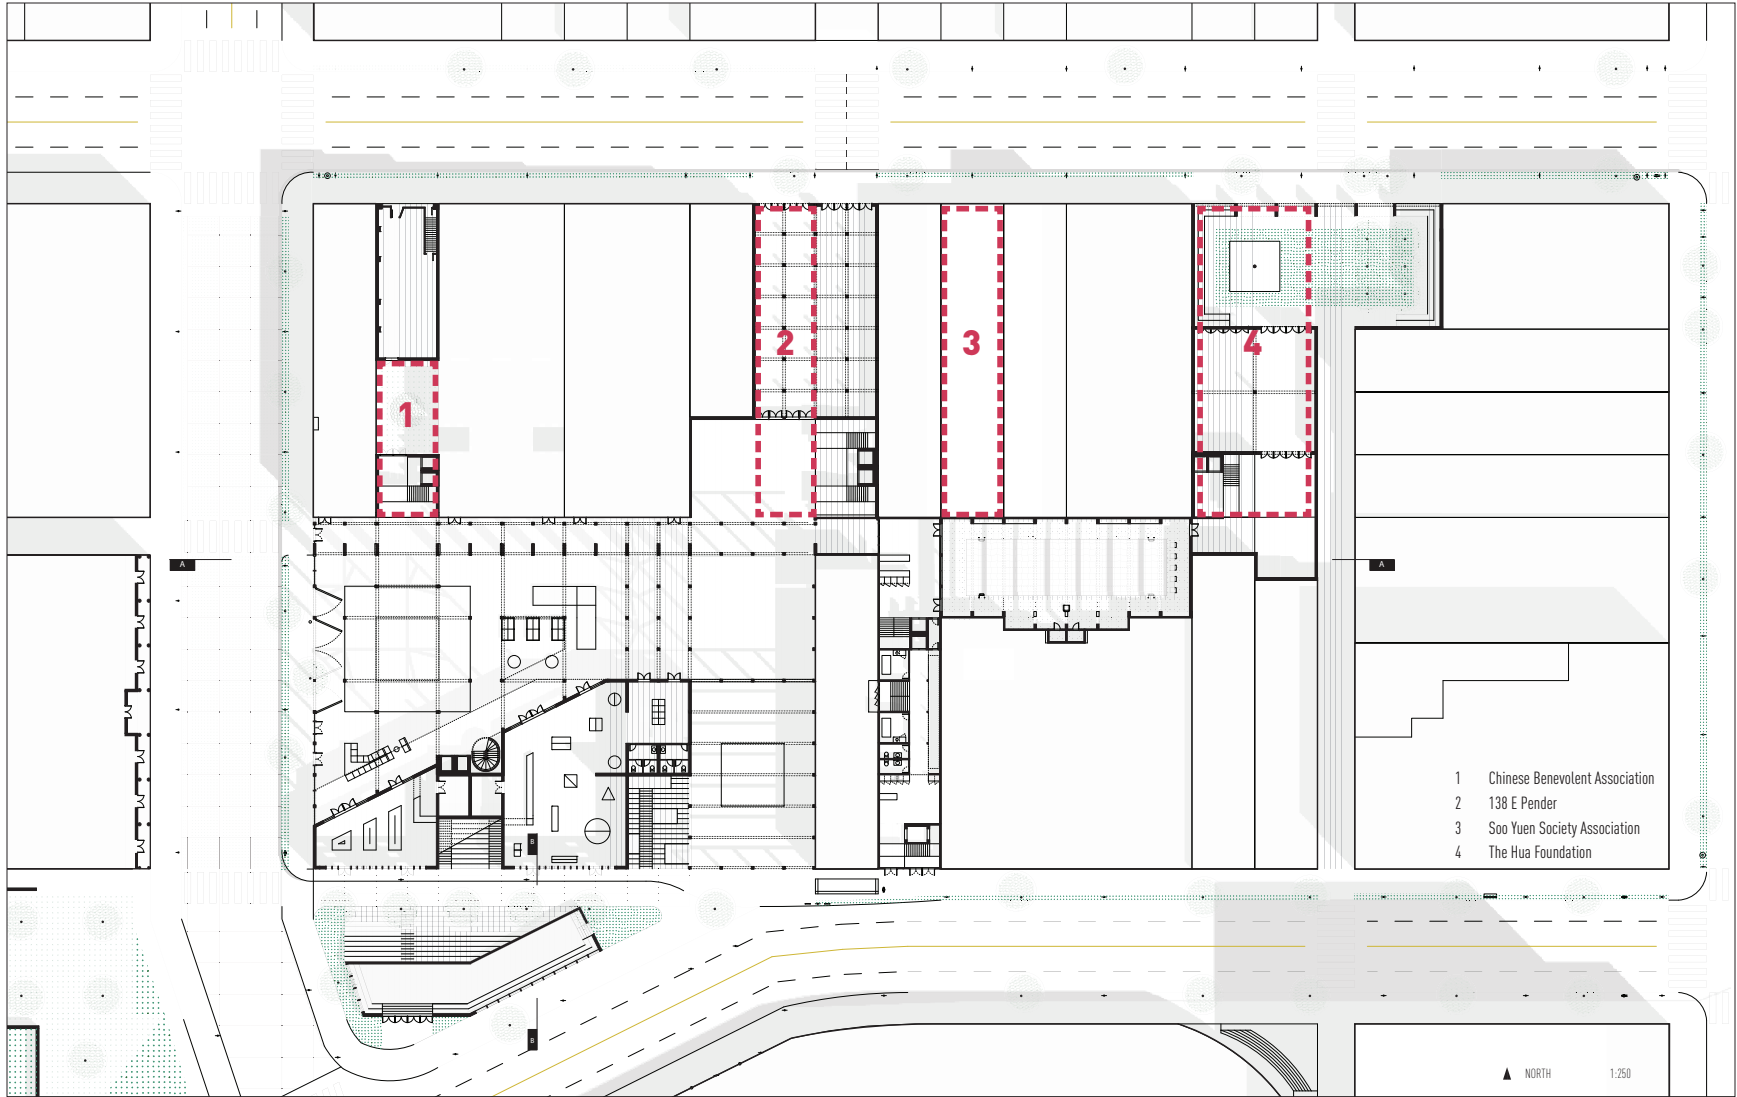 2
3
4
1
A
A
B
B
1 Chinese Benevolent Association
2 138 E Pender
3 Soo Yuen Society Association
4 The Hua Foundation
NORTH 1:250